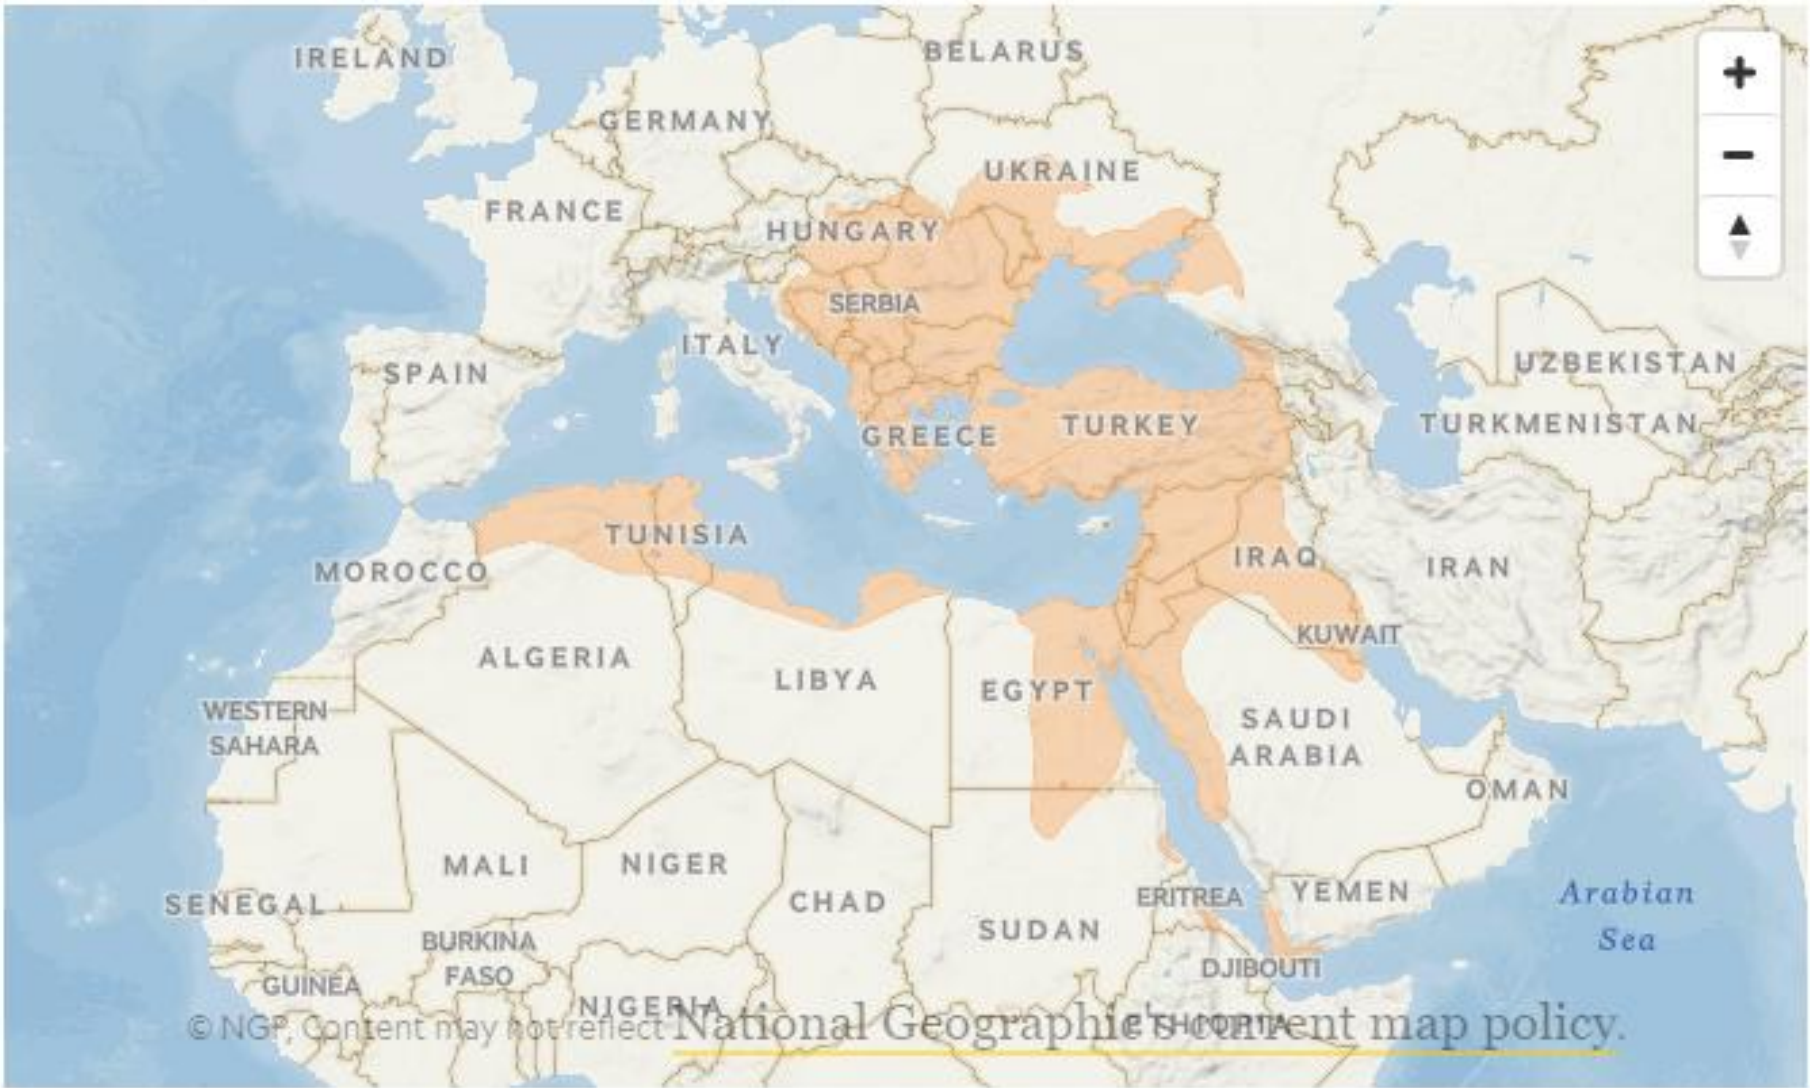 IRELAND
BELARUS
+
GERMANY
−
UKRAINE
FRANCE
HUNGARY
SERBIA
ITALY
SPAIN
UZBEKISTAN
TURKEY
TURKMENISTAN
GREECE
TUNISIA
IRAQ
IRAN
MOROCCO
KUWAIT
ALGERIA
LIBYA
EGYPT
WESTERN
SAHARA
SAUDI
ARABIA
OMAN
MALI
NIGER
CHAD
ERITREA
YEMEN
Arabian
Sea
SENEGAL
SUDAN
BURKINA
FASO
DJIBOUTI
GUINEA
NIGERIA
ETHIOPIA
© NGP, Content may not reflect National Geographic's current map policy.